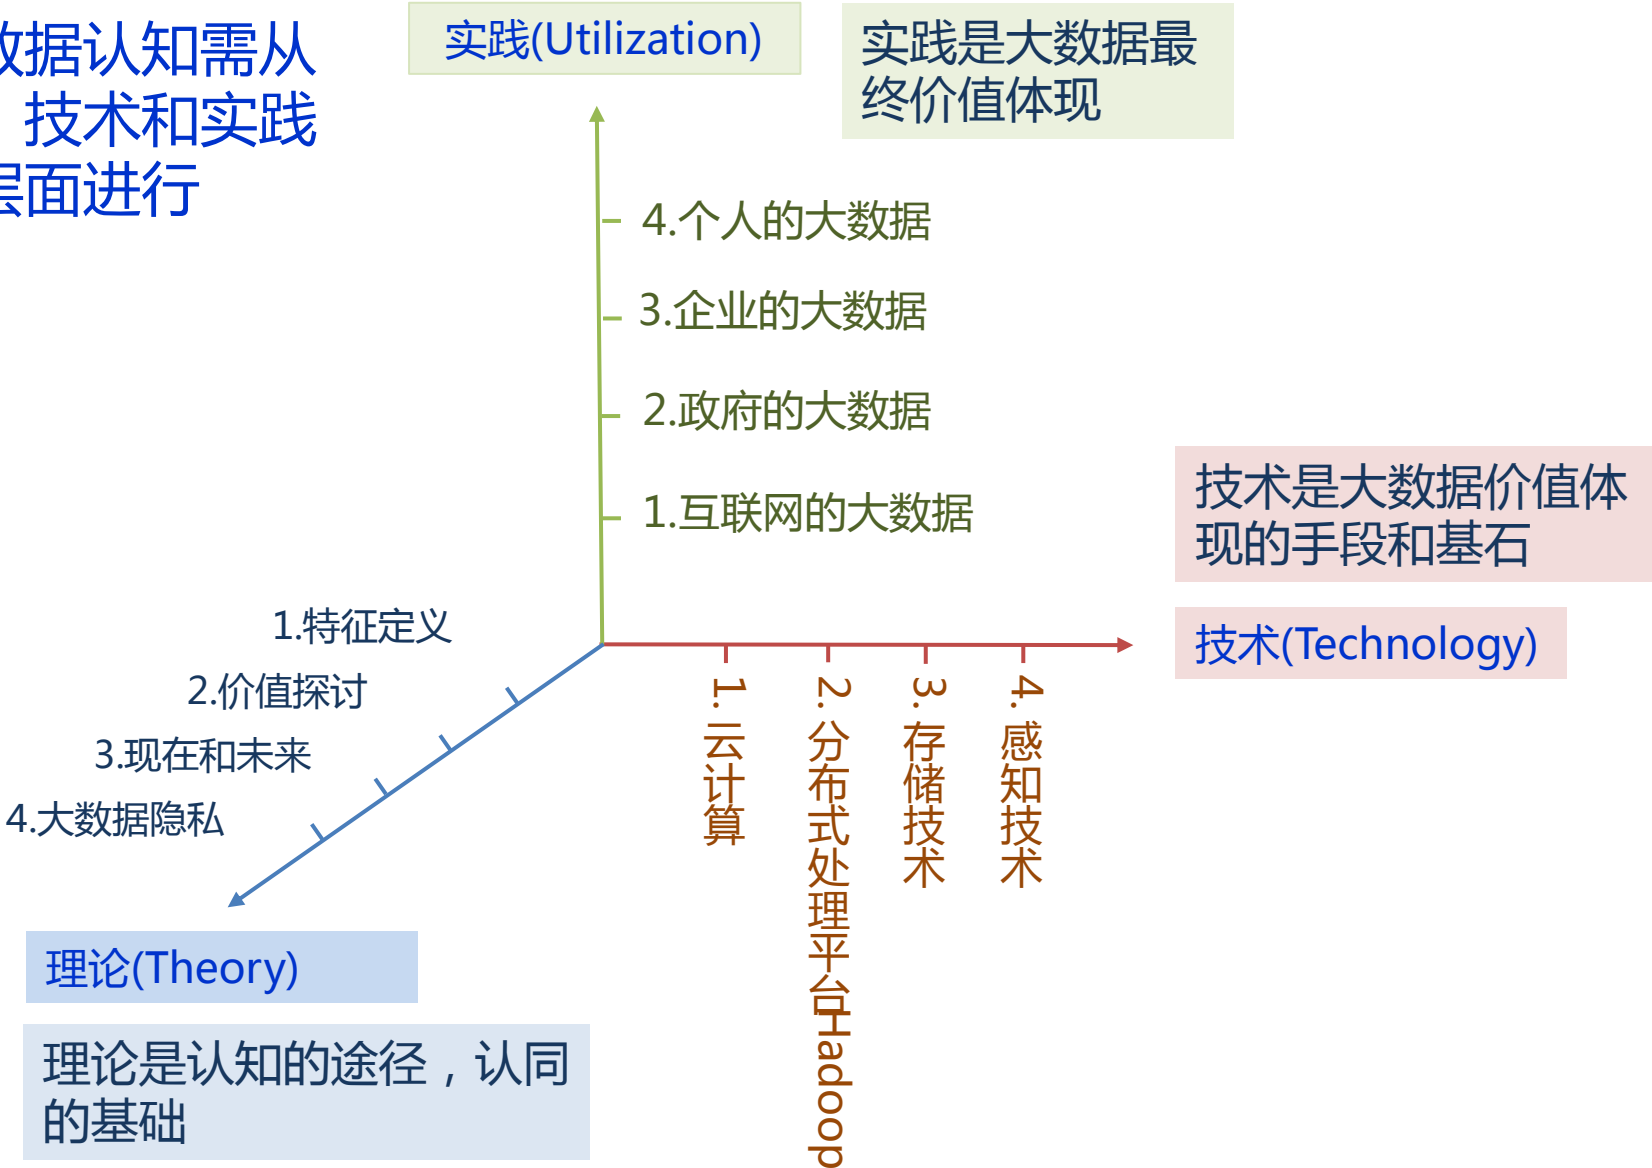 数据认知需从
技术和实践
层面进行
实践(Utilization)
实践是大数据最
终价值体现
4.个人的大数据
3.企业的大数据
2.政府的大数据
1.互联网的大数据
技术是大数据价值体
现的手段和基石
技术(Technology)
1.特征定义
2.价值探讨
3.现在和未来
4.大数据隐私
1.云计算
2.分布式处理平台Hadoop
3.存储技术
4.感知技术
理论(Theory)
理论是认知的途径，认同
的基础